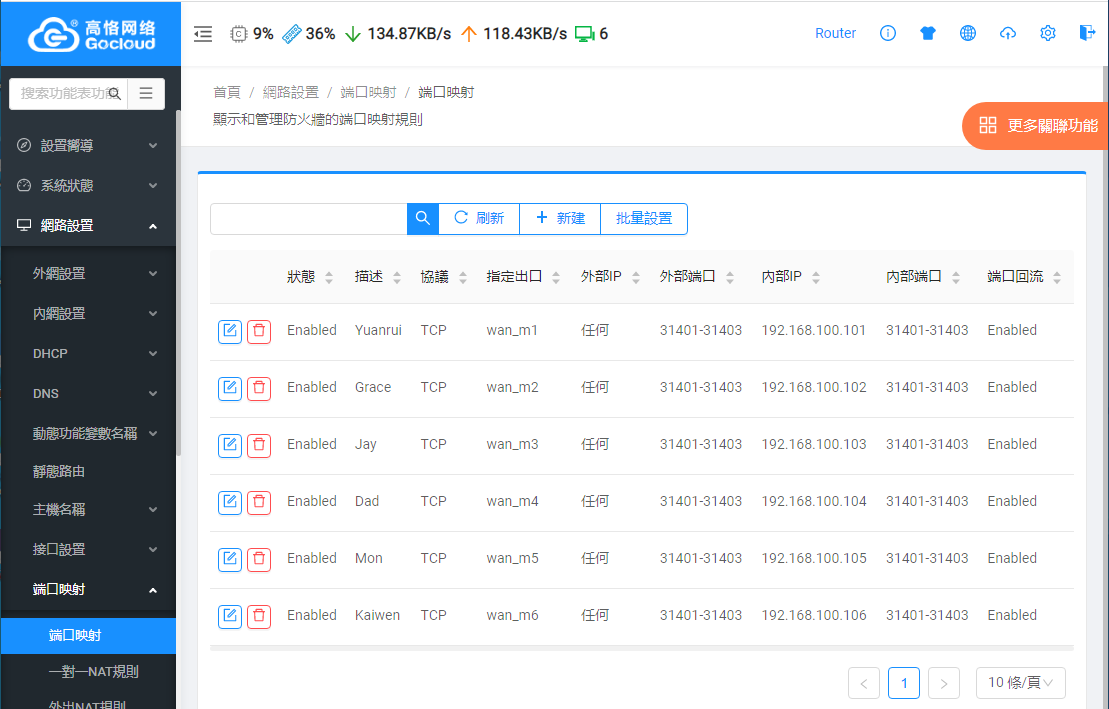 高恪网络®
Gocloud
9% 36% 134.87KB/s 118.43KB/s 6
Router
搜索功能表功能
設置嚮導
系統狀態
網路設置
外網設置
內網設置
DHCP
DNS
動態功能變數名稱
靜態路由
主機名稱
接口設置
端口映射
端口映射
一對一NAT規則
外出NAT規則
首頁 / 網路設置 / 端口映射 / 端口映射
顯示和管理防火牆的端口映射規則
更多關聯功能
刷新 新建 批量設置
狀態 描述 協議 指定出口 外部IP 外部端口 內部IP 內部端口 端口回流
Enabled Yuanrui TCP wan_m1 任何 31401-31403 192.168.100.101 31401-31403 Enabled
Enabled Grace TCP wan_m2 任何 31401-31403 192.168.100.102 31401-31403 Enabled
Enabled Jay TCP wan_m3 任何 31401-31403 192.168.100.103 31401-31403 Enabled
Enabled Dad TCP wan_m4 任何 31401-31403 192.168.100.104 31401-31403 Enabled
Enabled Mon TCP wan_m5 任何 31401-31403 192.168.100.105 31401-31403 Enabled
Enabled Kaiwen TCP wan_m6 任何 31401-31403 192.168.100.106 31401-31403 Enabled
< 1 > 10 條/頁